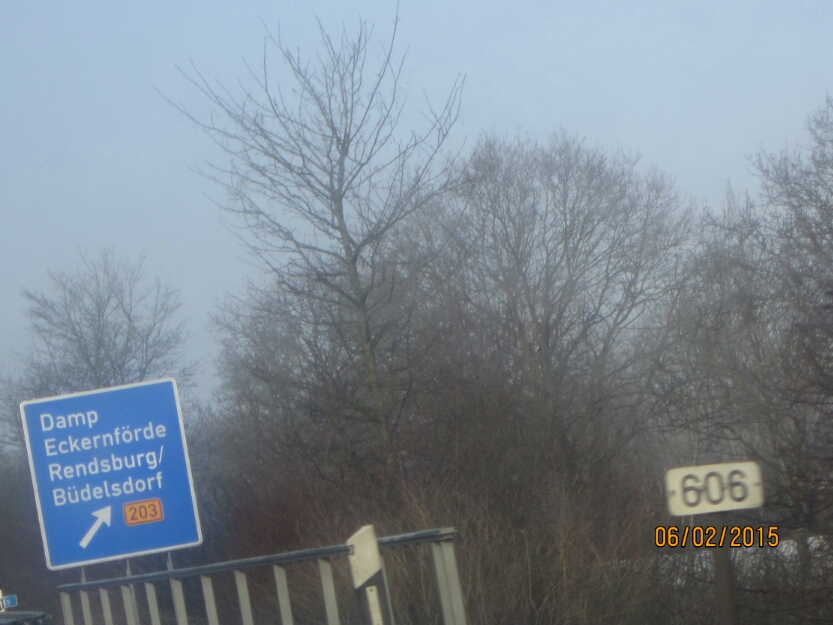 Damp
Eckernförde
Rendsburg/
Büdelsdorf
203
606
06/02/2015